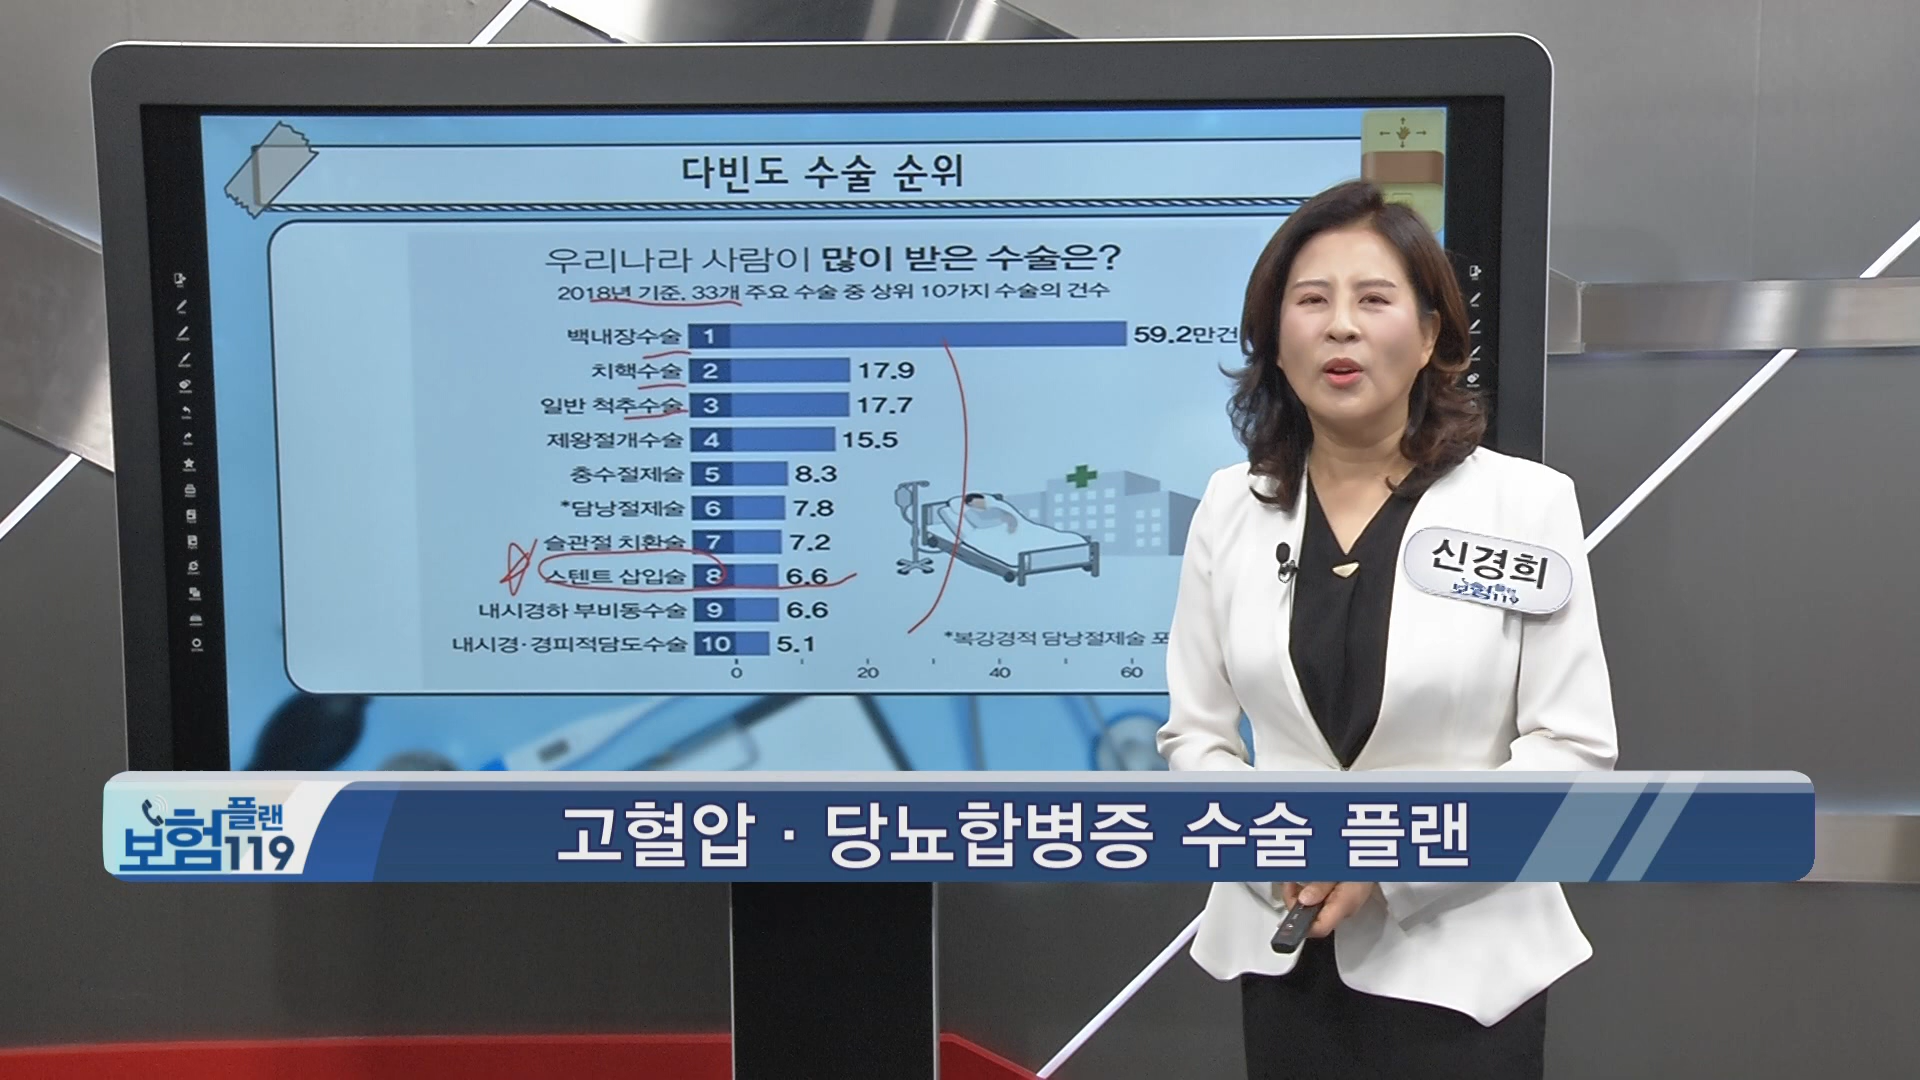 다빈도 수술 순위
우리나라 사람이 많이 받은 수술은?
2018년 기준. 33개 주요 수술 중 상위 10가지 수술의 건수
백내장수술 1 59.2만건
치핵수술 2 17.9
일반 척추수술 3 17.7
제왕절개수술 4 15.5
충수절제술 5 8.3
*담낭절제술 6 7.8
슬관절 치환술 7 7.2
스텐트 삽입술 8 6.6
내시경하 부비동수술 9 6.6
내시경·경피적담도수술 10 5.1
*복강경적 담낭절제술 포
0 20 40 60
신경희
보험플랜119
보험플랜119
고혈압 · 당뇨합병증 수술 플랜